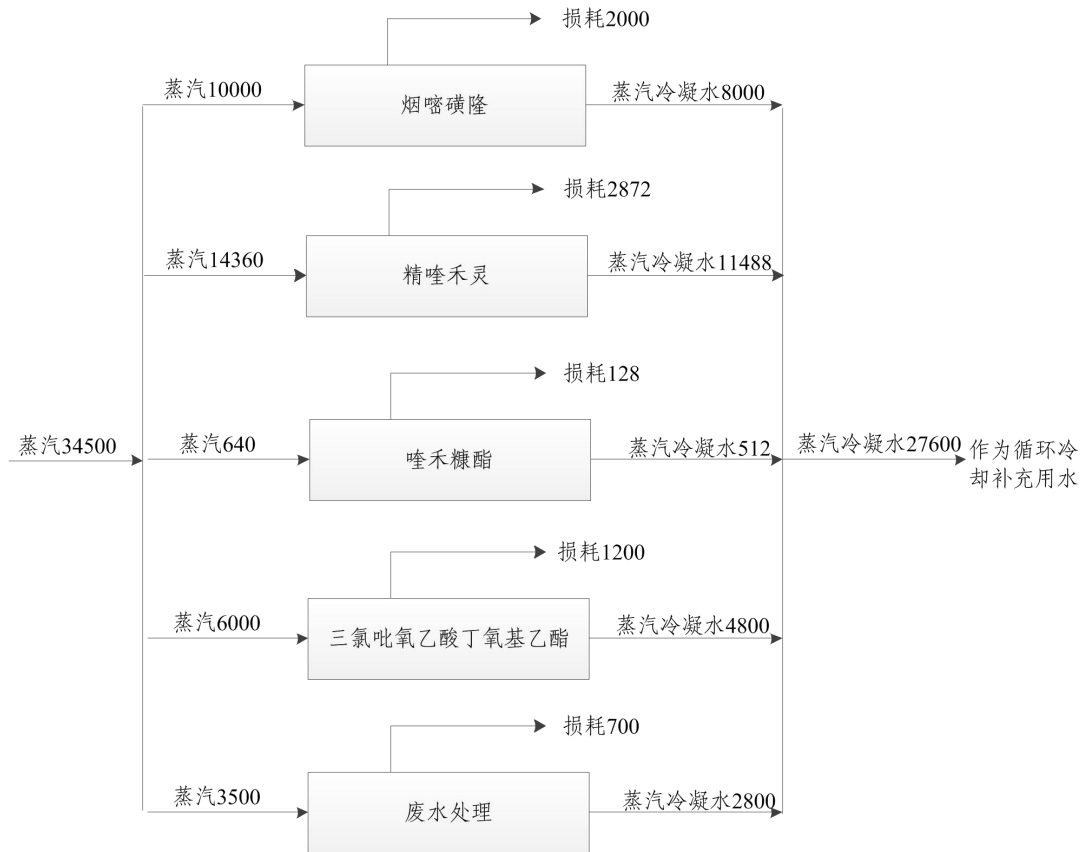 损耗2000
蒸汽10000
烟嘧磺隆
蒸汽冷凝水8000
损耗2872
蒸汽14360
精喹禾灵
蒸汽冷凝水11488
损耗128
蒸汽34500
蒸汽640
喹禾糠酯
蒸汽冷凝水512
蒸汽冷凝水27600
作为循环冷
却补充用水
损耗1200
蒸汽6000
三氯吡氧乙酸丁氧基乙酯
蒸汽冷凝水4800
损耗700
蒸汽3500
废水处理
蒸汽冷凝水2800